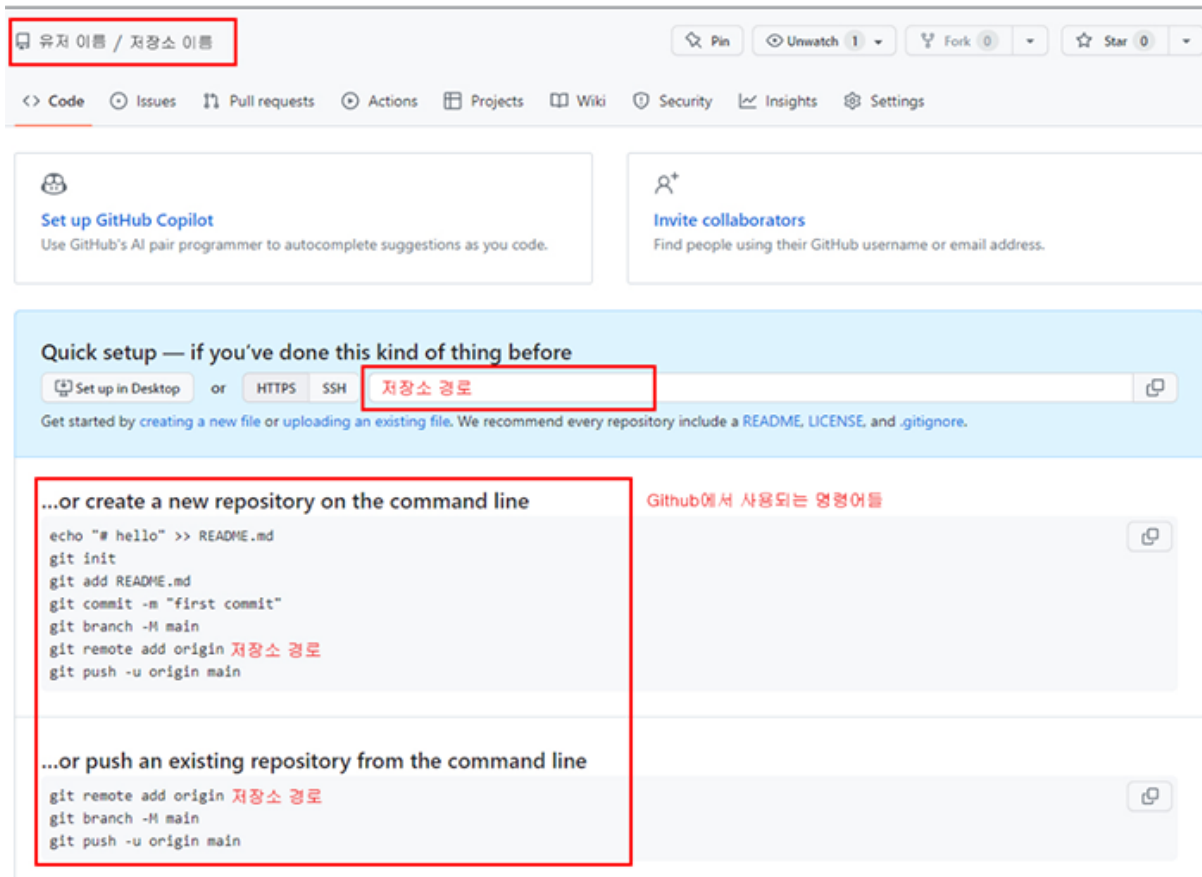 유저 이름 / 저장소 이름
Pin Unwatch 1 Fork 0 Star 0
<> Code Issues Pull requests Actions Projects Wiki Security Insights Settings
Set up GitHub Copilot
Use GitHub's AI pair programmer to autocomplete suggestions as you code.
Invite collaborators
Find people using their GitHub username or email address.
Quick setup — if you've done this kind of thing before
Set up in Desktop or HTTPS SSH 저장소 경로
Get started by creating a new file or uploading an existing file. We recommend every repository include a README, LICENSE, and .gitignore.
...or create a new repository on the command line
Github에서 사용되는 명령어들
echo "# hello" >> README.md
git init
git add README.md
git commit -m "first commit"
git branch -M main
git remote add origin 저장소 경로
git push -u origin main
...or push an existing repository from the command line
git remote add origin 저장소 경로
git branch -M main
git push -u origin main